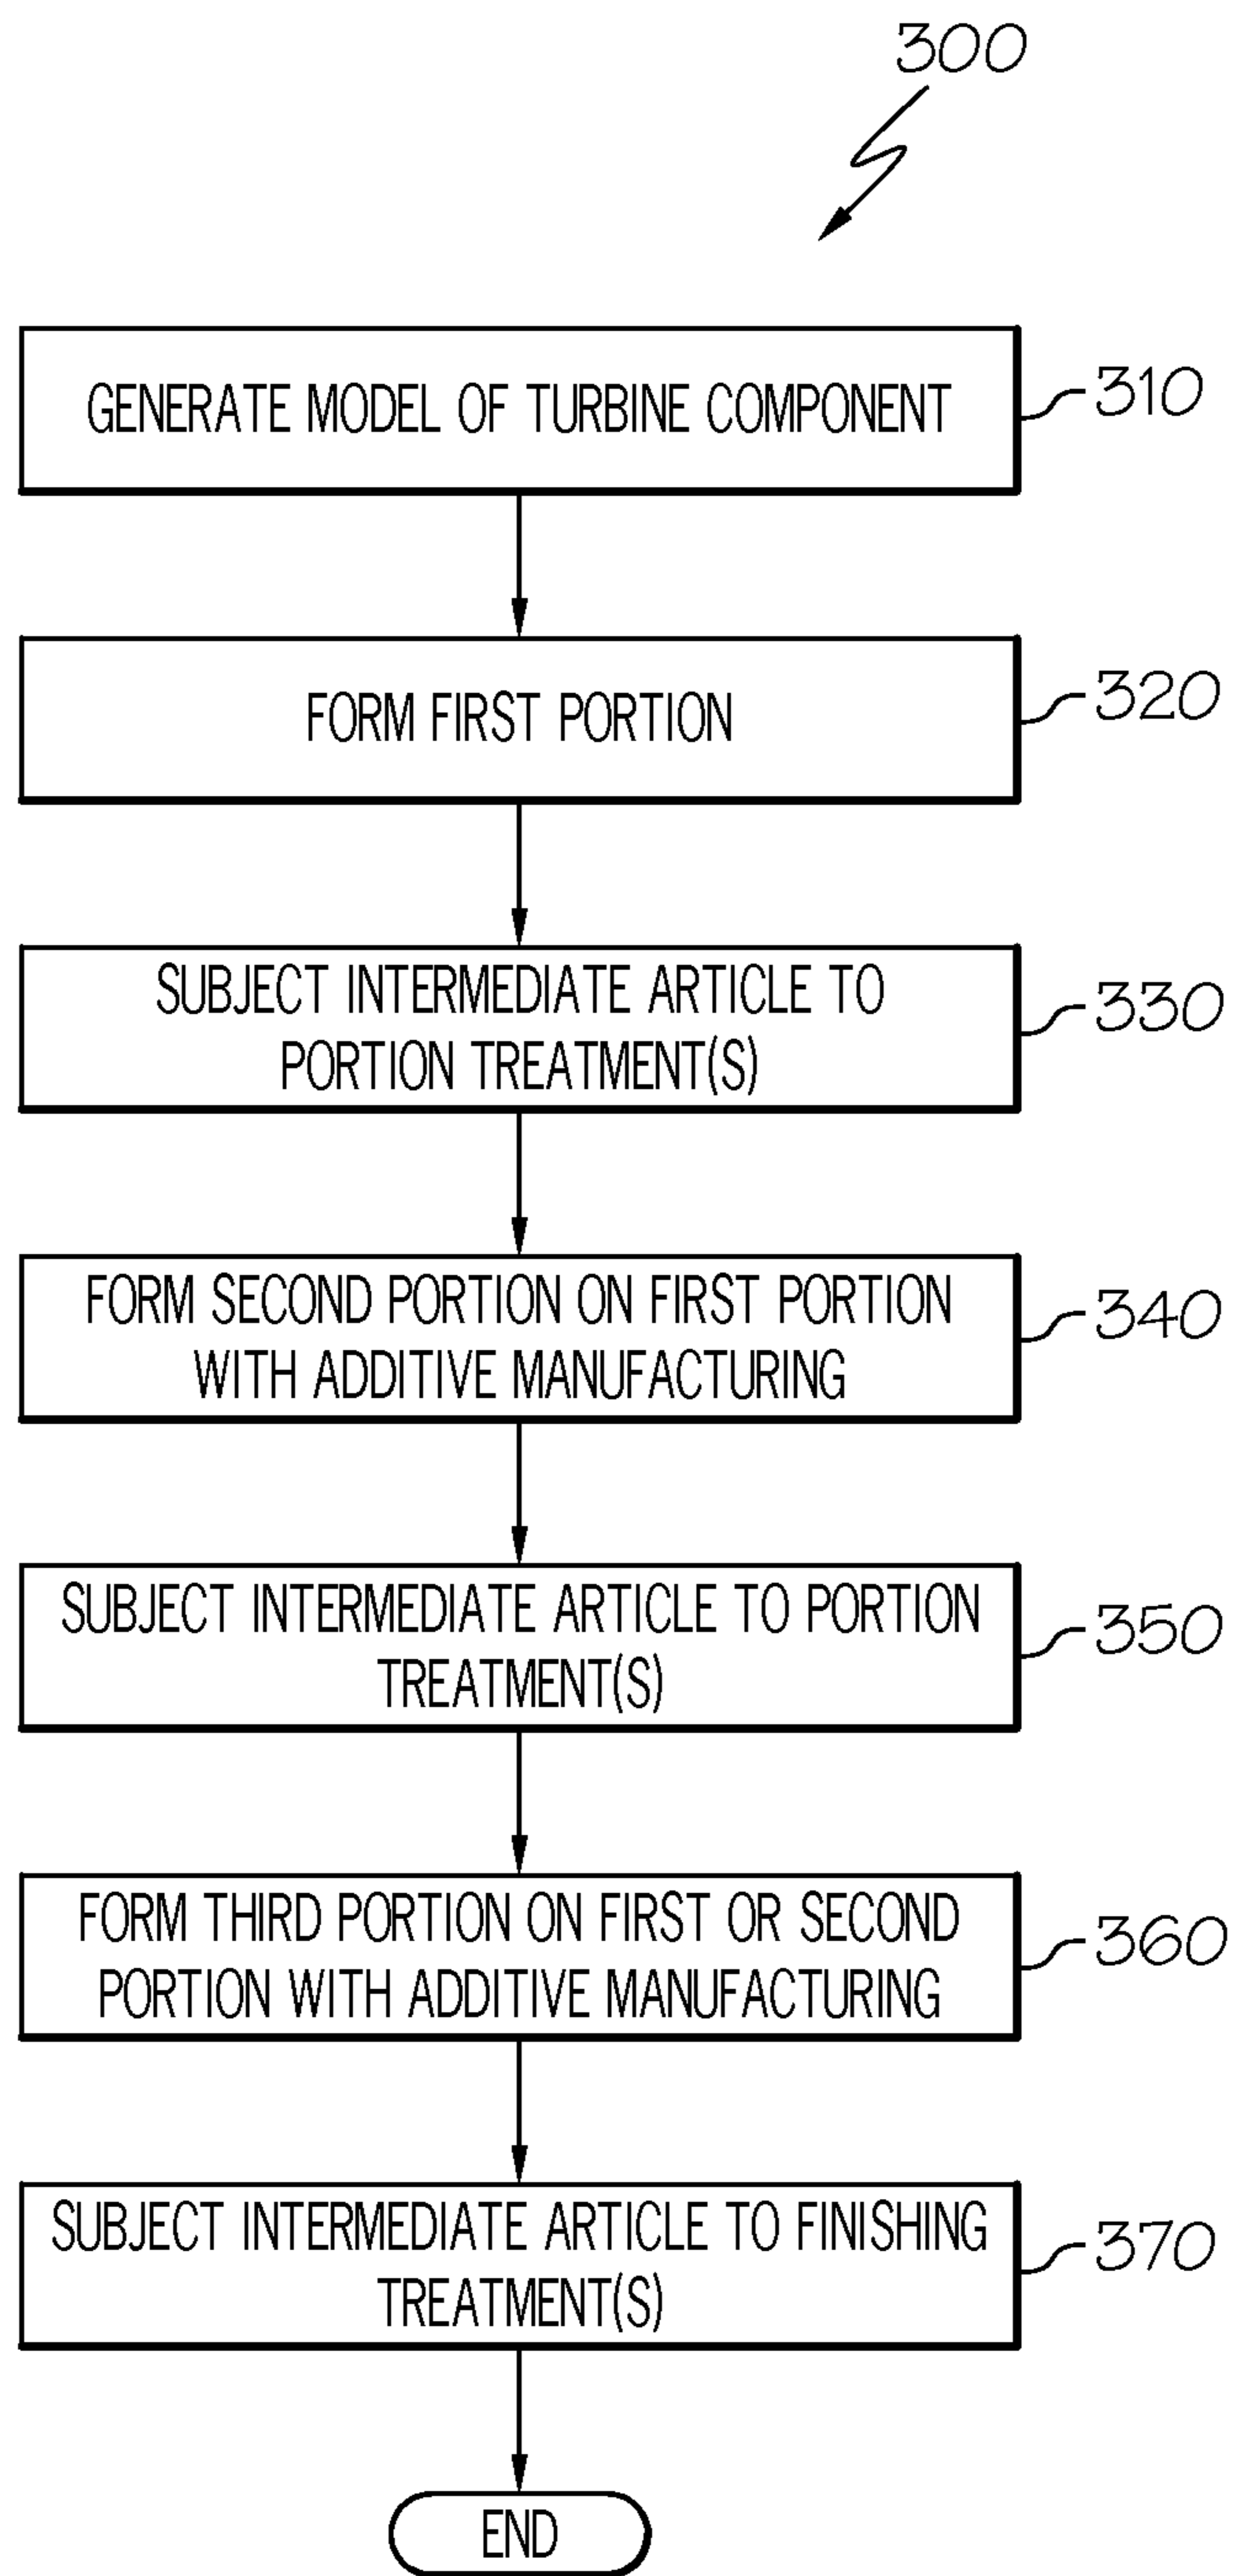 300
GENERATE MODEL OF TURBINE COMPONENT
310
FORM FIRST PORTION
320
SUBJECT INTERMEDIATE ARTICLE TO
PORTION TREATMENT(S)
330
FORM SECOND PORTION ON FIRST PORTION
WITH ADDITIVE MANUFACTURING
340
SUBJECT INTERMEDIATE ARTICLE TO PORTION
TREATMENT(S)
350
FORM THIRD PORTION ON FIRST OR SECOND
PORTION WITH ADDITIVE MANUFACTURING
360
SUBJECT INTERMEDIATE ARTICLE TO FINISHING
TREATMENT(S)
370
END